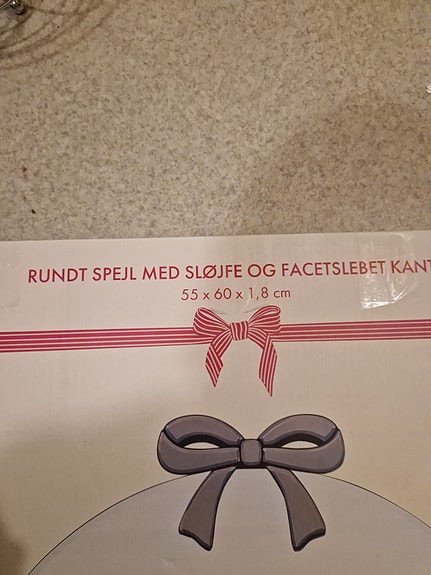 RUNDT SPEJL MED SLØJFE OG FACETSLEBET KANT
55 x 60 x 1,8 cm